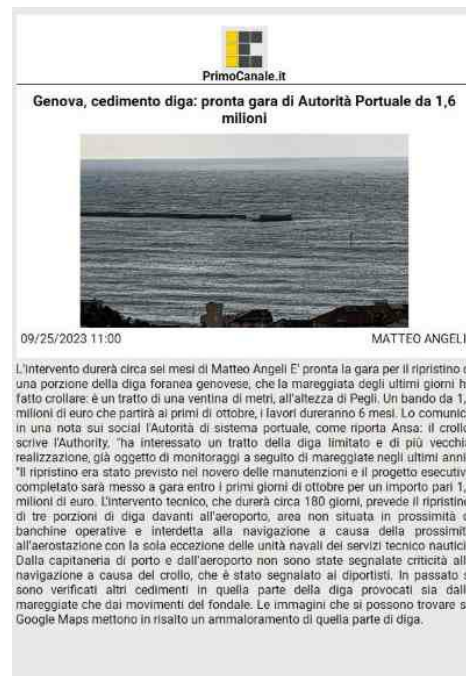 PrimoCanale.it
Genova, cedimento diga: pronta gara di Autorità Portuale da 1,6
milioni
09/25/2023 11:00
MATTEO ANGELI
L'intervento durerà circa sei mesi di Matteo Angeli E' pronta la gara per il ripristino
una porzione della diga foranea genovese, che la mareggiata degli ultimi giorni h
fatto crollare: è un tratto di una ventina di metri, all'altezza di Pegli. Un bando da 1,
milioni di euro che partirà ai primi di ottobre, i lavori dureranno 6 mesi. Lo comunic
in una nota sui social l'Autorità di sistema portuale, come riporta Ansa: il croll
scrive l'Authority, "ha interessato un tratto della diga limitato e di più vecchi
realizzazione, già oggetto di monitoraggi a seguito di mareggiate negli ultimi anni
"Il ripristino era stato previsto nel novero delle manutenzioni e il progetto esecutiv
completato sarà messo a gara entro i primi giorni di ottobre per un importo pari 1,
milioni di euro. L'intervento tecnico, che durerà circa 180 giorni, prevede il ripristin
di tre porzioni di diga davanti all'aeroporto, area non situata in prossimità
banchine operative e interdetta alla navigazione a causa della prossimit
all'aerostazione con la sola eccezione delle unità navali dei servizi tecnico nautici
Dalla capitaneria di porto e dall'aeroporto non sono state segnalate criticità all
navigazione a causa del crollo, che è stato segnalato ai diportisti. In passato s
sono verificati altri cedimenti in quella parte della diga provocati sia dall
mareggiate che dai movimenti del fondale. Le immagini che si possono trovare s
Google Maps mettono in risalto un ammaloramento di quella parte di diga.